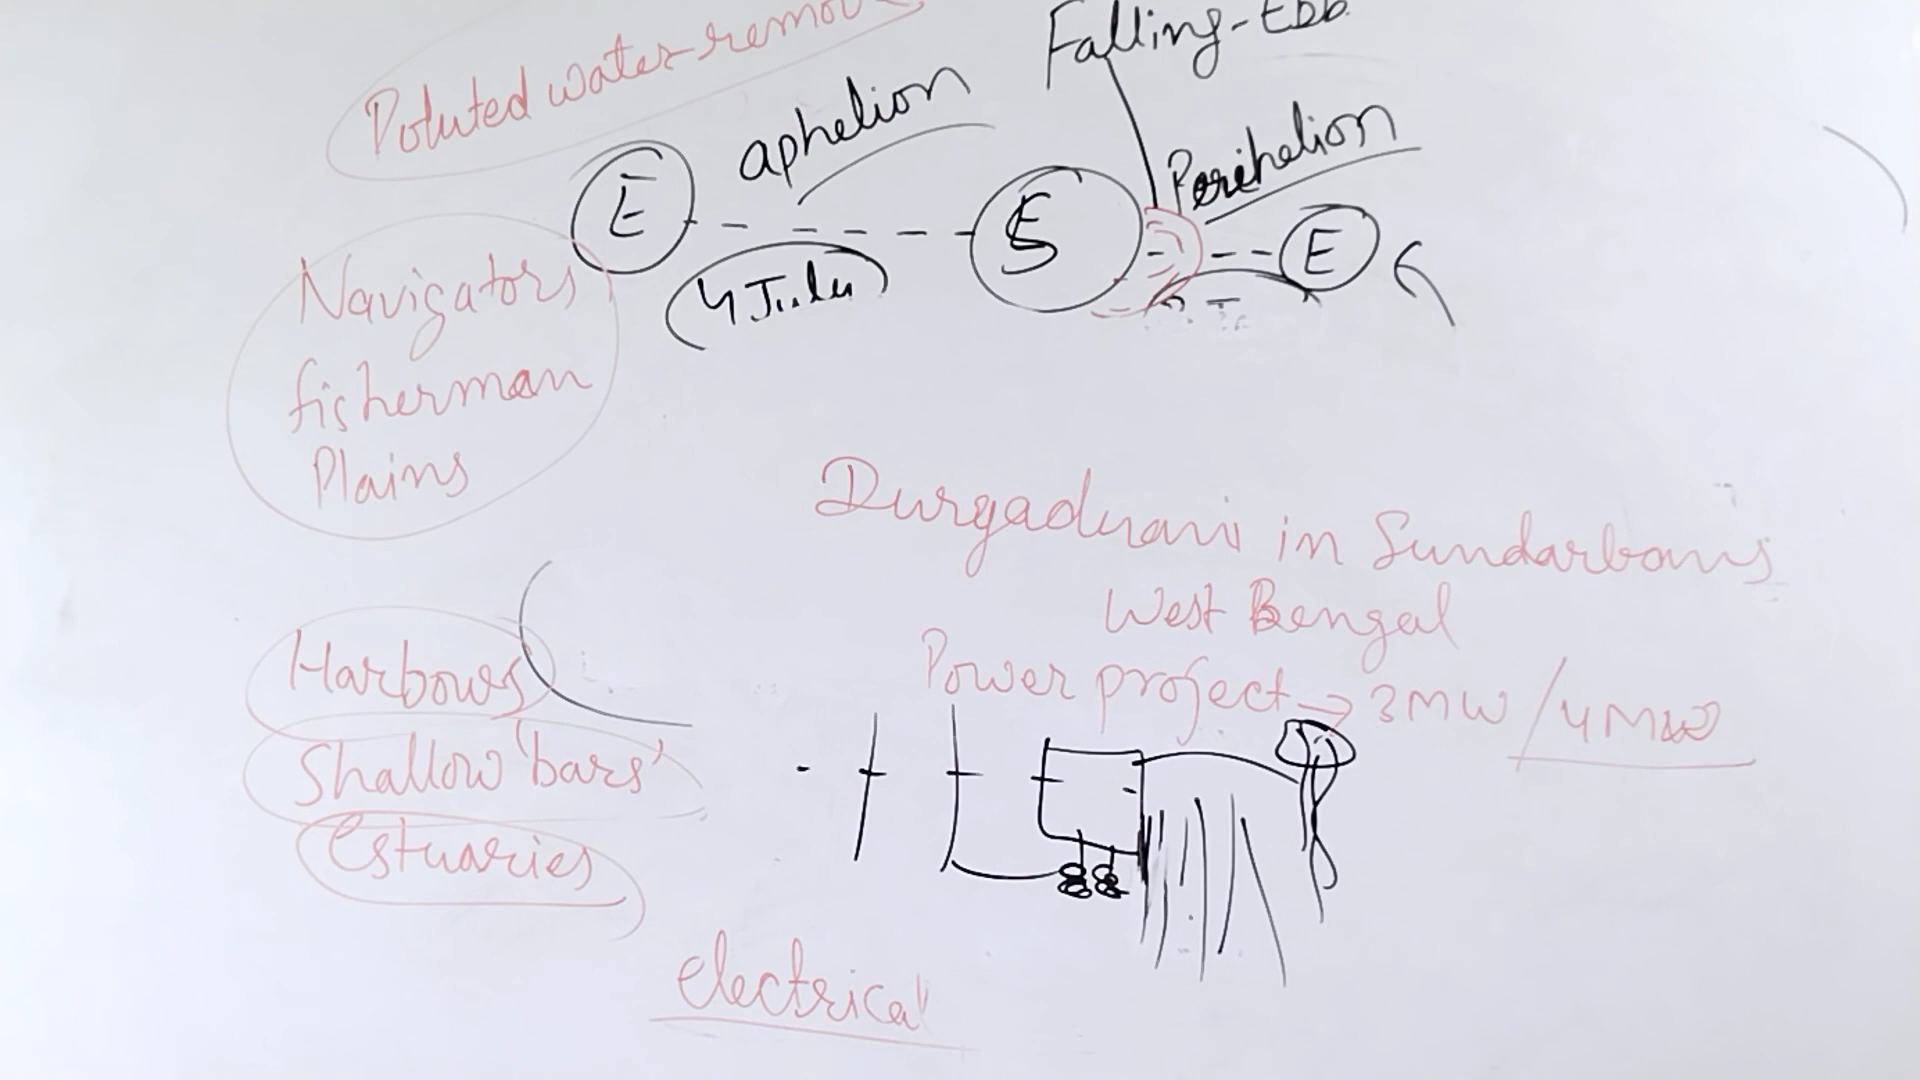 Poluted water remov
Falling-Ebb
aphelion
Perihelion
E
S
E
4 July
Navigators
fisherman
Plains
Durgaduani in Sundarbans
West Bengal
Power project → 3MW / 4MW
Harbours
Shallow 'bars'
Estuaries
electrical